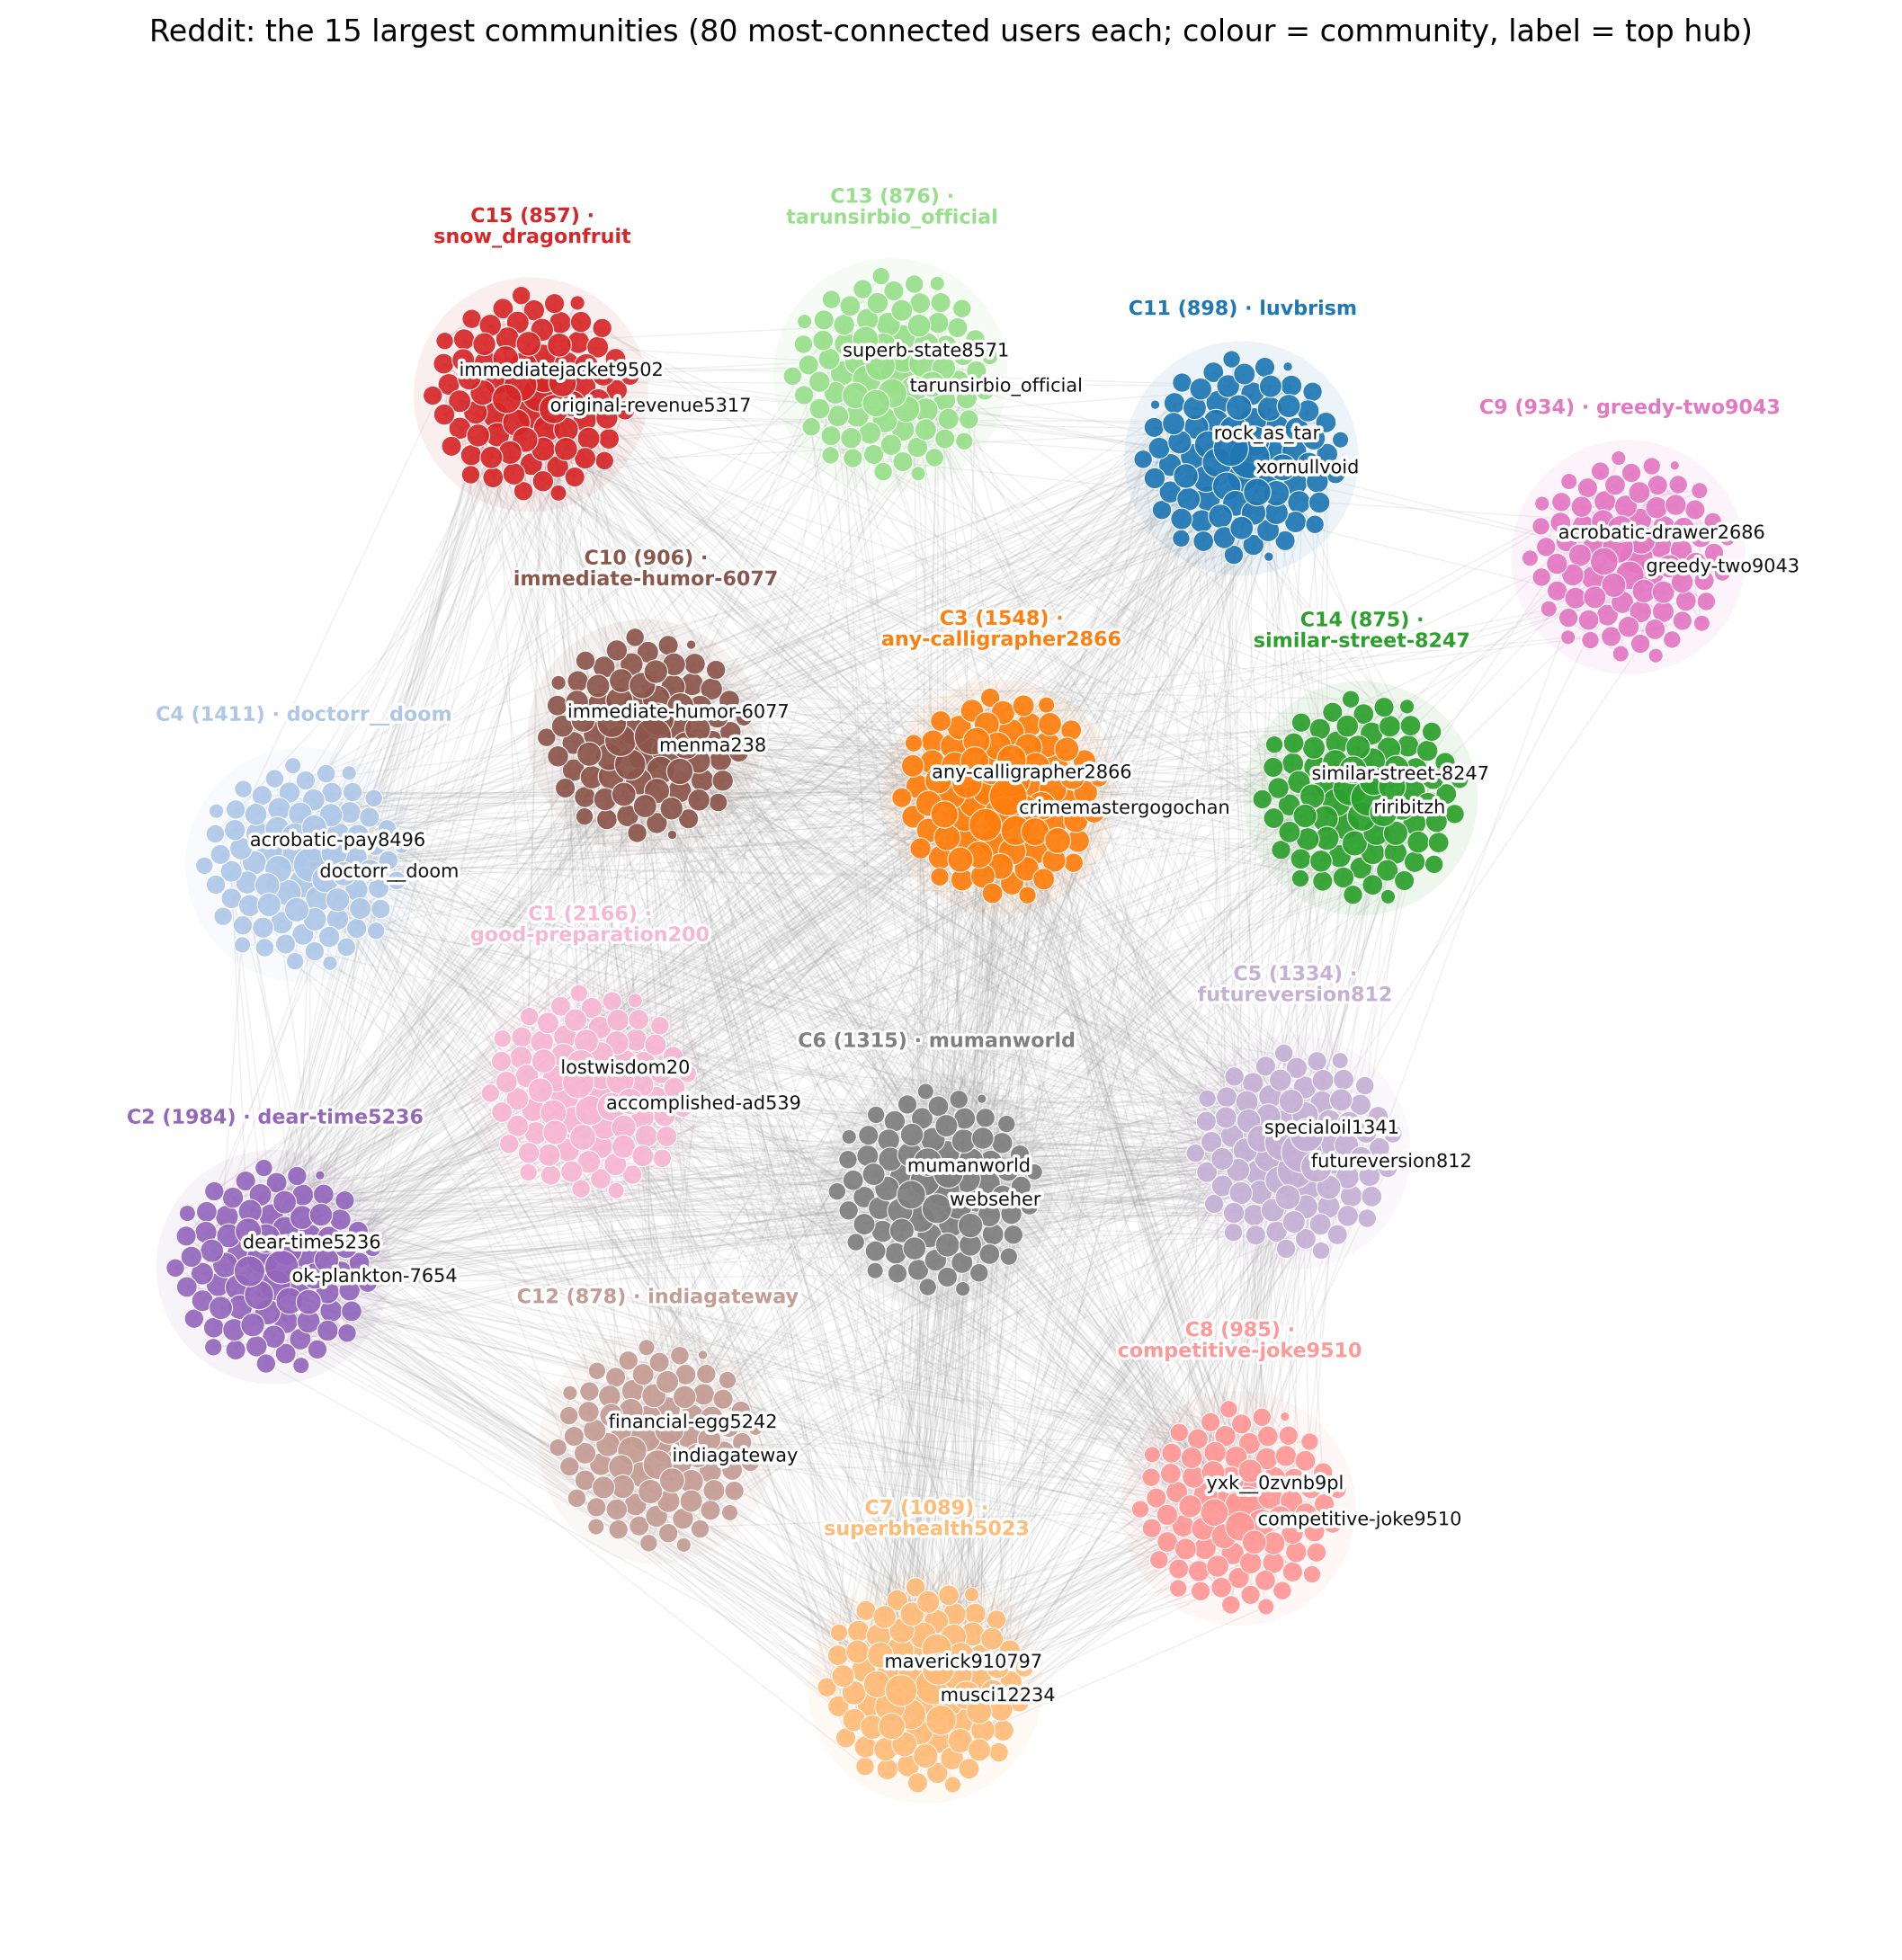 Reddit: the 15 largest communities (80 most-connected users each; colour = community, label = top hub)
C13 (876) ·
tarunsirbio_official
C15 (857) ·
snow_dragonfruit
C11 (898) · luvbrism
superb-state8571
immediatejacket9502
tarunsirbio_official
original-revenue5317
C9 (934) · greedy-two9043
rock_as_tar
xornullvoid
acrobatic-drawer2686
greedy-two9043
C10 (906) ·
immediate-humor-6077
C3 (1548) ·
any-calligrapher2866
C14 (875) ·
similar-street-8247
C4 (1411) · doctorr__doom
immediate-humor-6077
menma238
any-calligrapher2866
crimemastergogochan
similar-street-8247
riribitzh
acrobatic-pay8496
doctorr__doom
C1 (2166) ·
good-preparation200
C5 (1334) ·
futureversion812
C6 (1315) · mumanworld
lostwisdom20
accomplished-ad539
C2 (1984) · dear-time5236
specialoil1341
futureversion812
mumanworld
webseher
dear-time5236
ok-plankton-7654
C12 (878) · indiagateway
C8 (985) ·
competitive-joke9510
financial-egg5242
indiagateway
yxk__0zvnb9pl
competitive-joke9510
C7 (1089) ·
superbhealth5023
maverick910797
musci12234